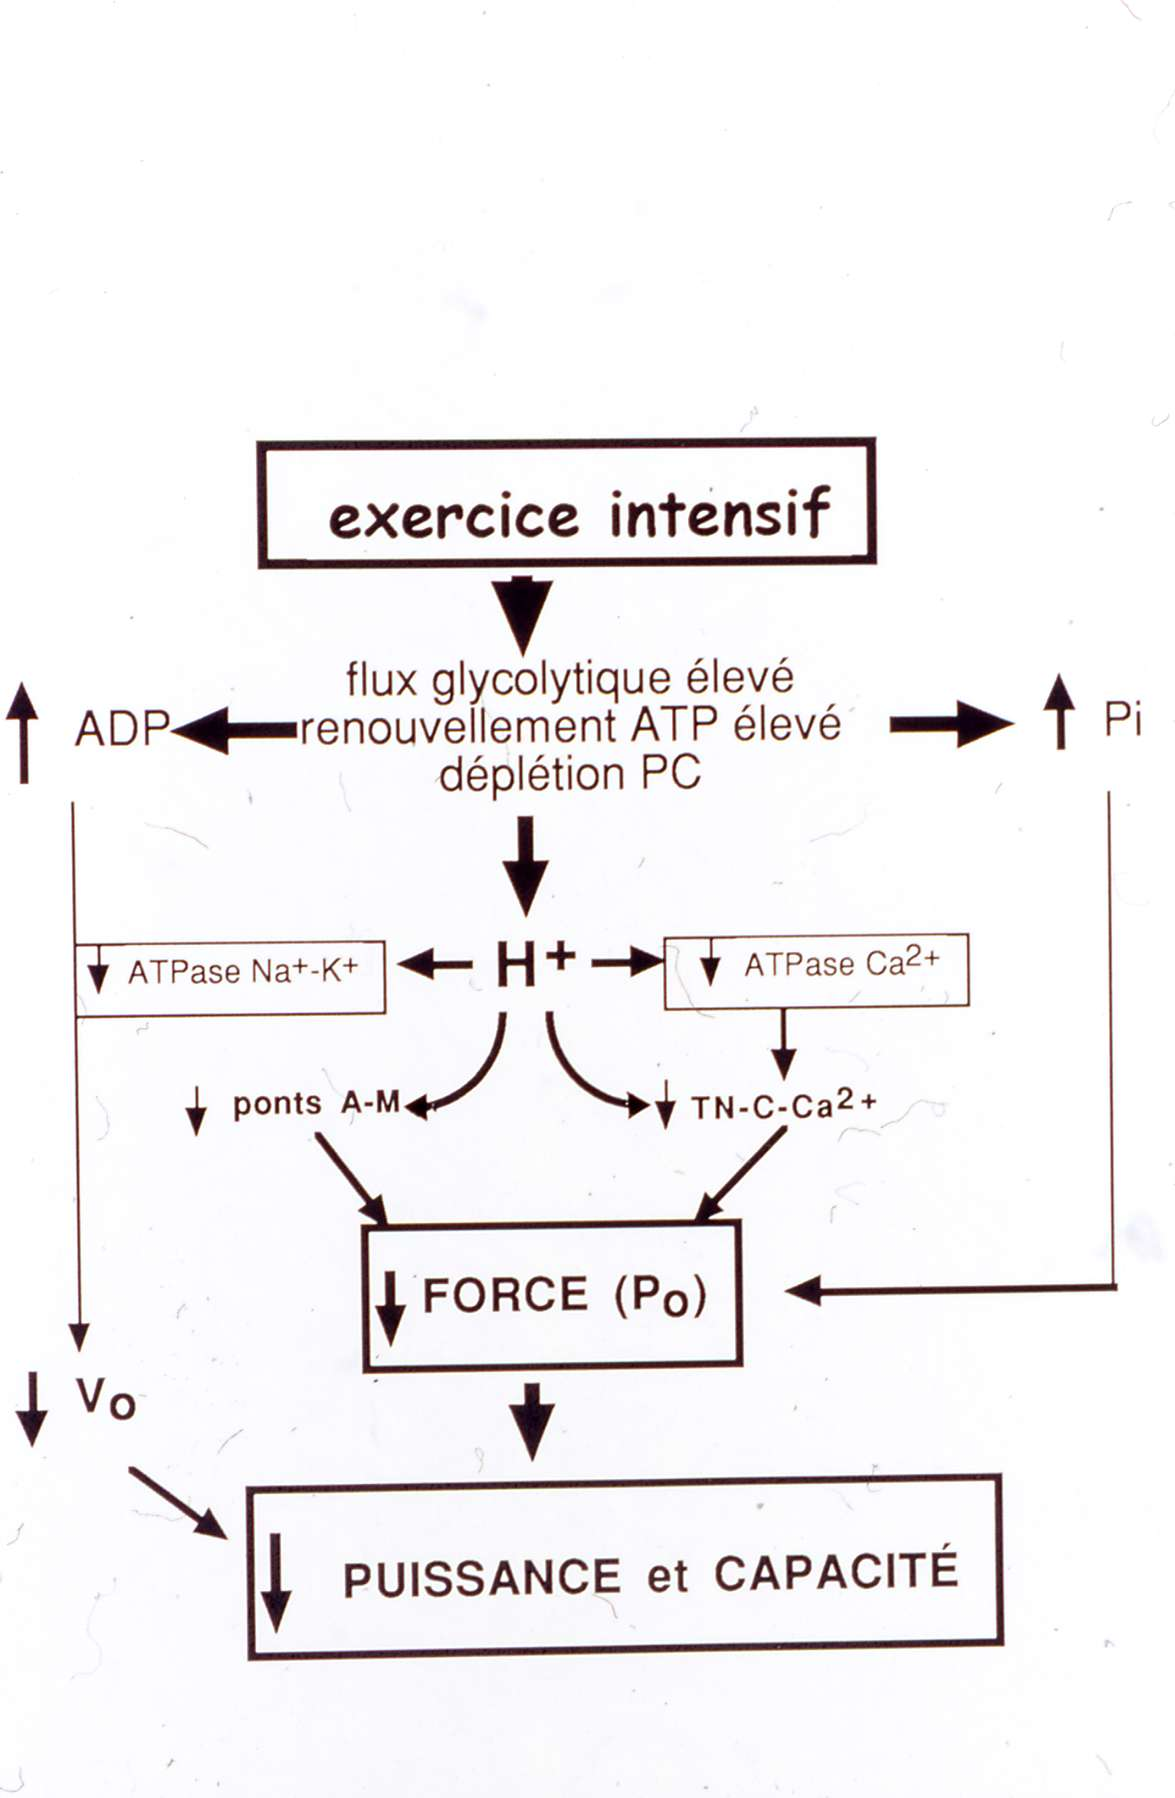 exercice intensif
flux glycolytique élevé
ADP
renouvellement ATP élevé
Pi
déplétion PC
ATPase Na+-K+
H+
ATPase Ca2+
ponts A-M
TN-C-Ca2+
FORCE (Po)
Vo
PUISSANCE et CAPACITÉ